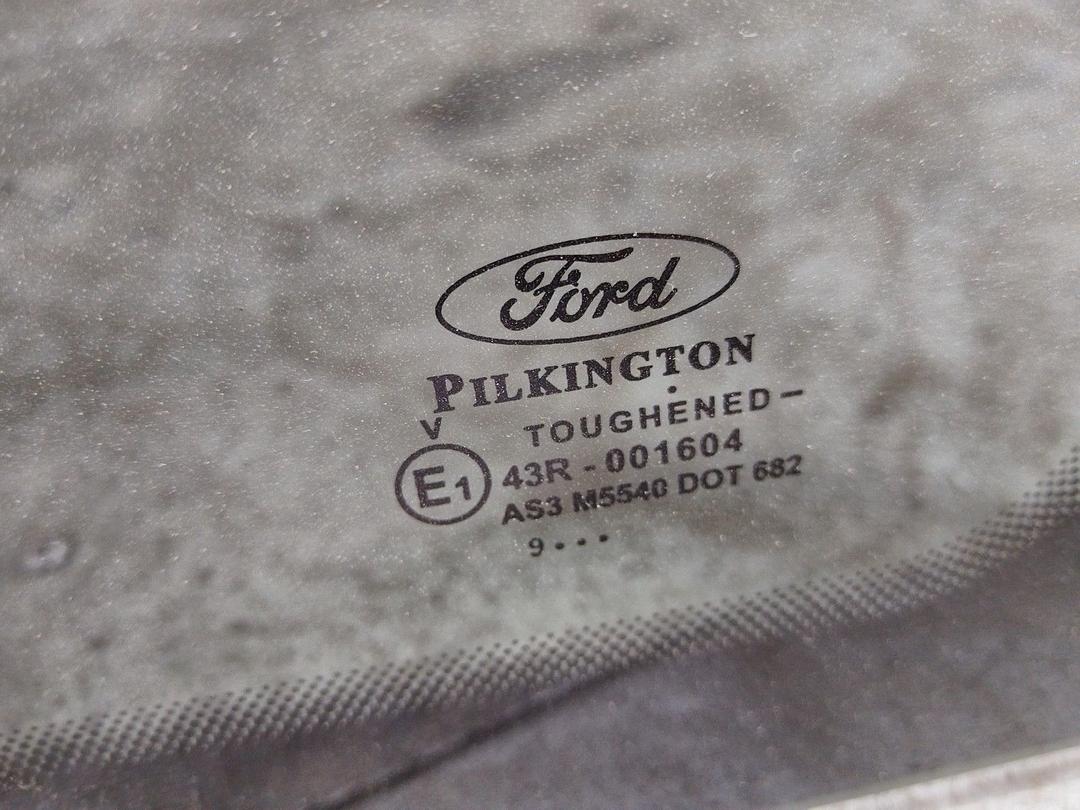 Ford
PILKINGTON
TOUGHENED –
V
E1 43R - 001604
AS3 M5540 DOT 682
9 • • •